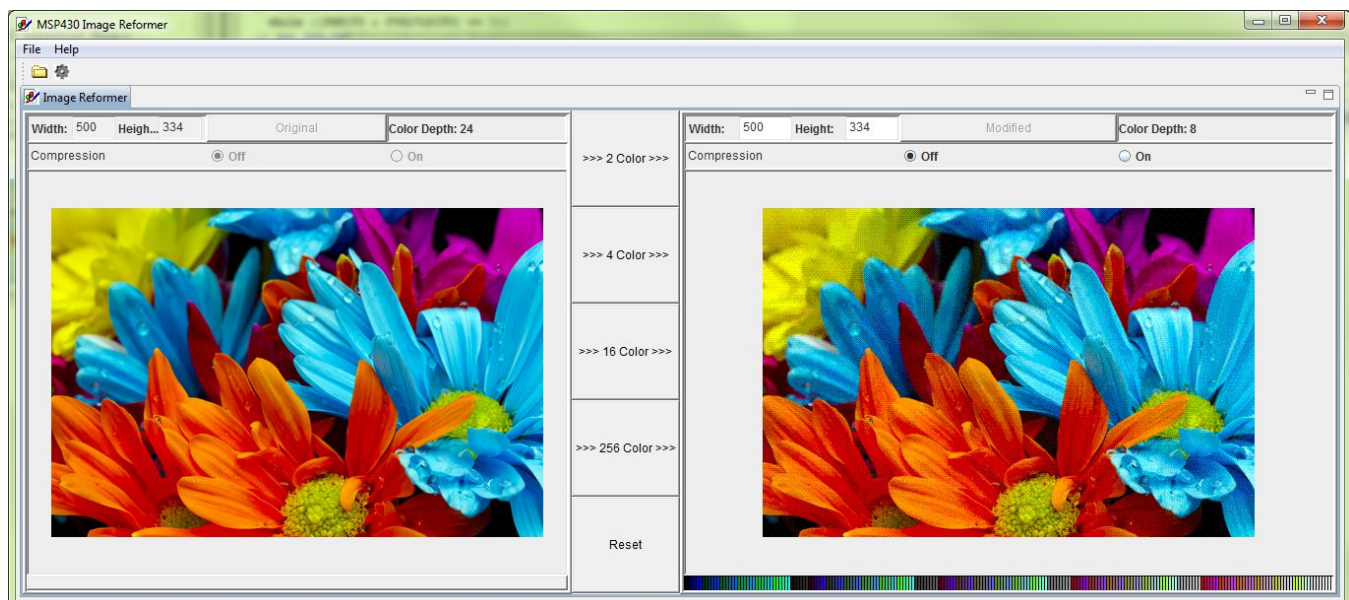 MSP430 Image Reformer
File Help
Image Reformer
Width: 500 Heigh... 334 Original Color Depth: 24
Compression Off On
>>> 2 Color >>>
>>> 4 Color >>>
>>> 16 Color >>>
>>> 256 Color >>>
Reset
Width: 500 Height: 334 Modified Color Depth: 8
Compression Off On